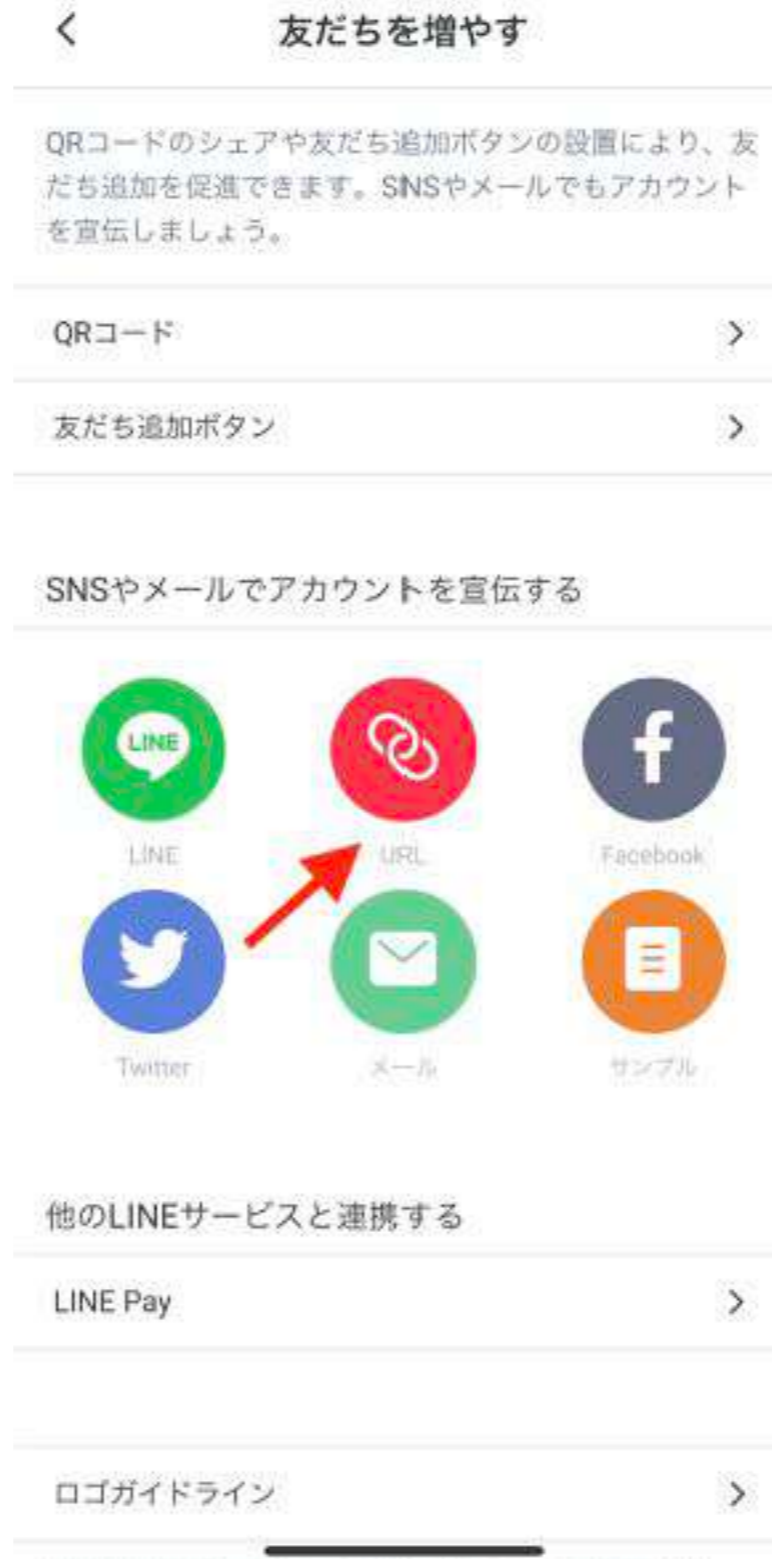 友だちを増やす
QRコードのシェアや友だち追加ボタンの設置により、友
だち追加を促進できます。SNSやメールでもアカウント
を宣伝しましょう。
QRコード
友だち追加ボタン
SNSやメールでアカウントを宣伝する
LINE
LINE
URL
Facebook
Twitter
メール
サンプル
他のLINEサービスと連携する
LINE Pay
ロゴガイドライン